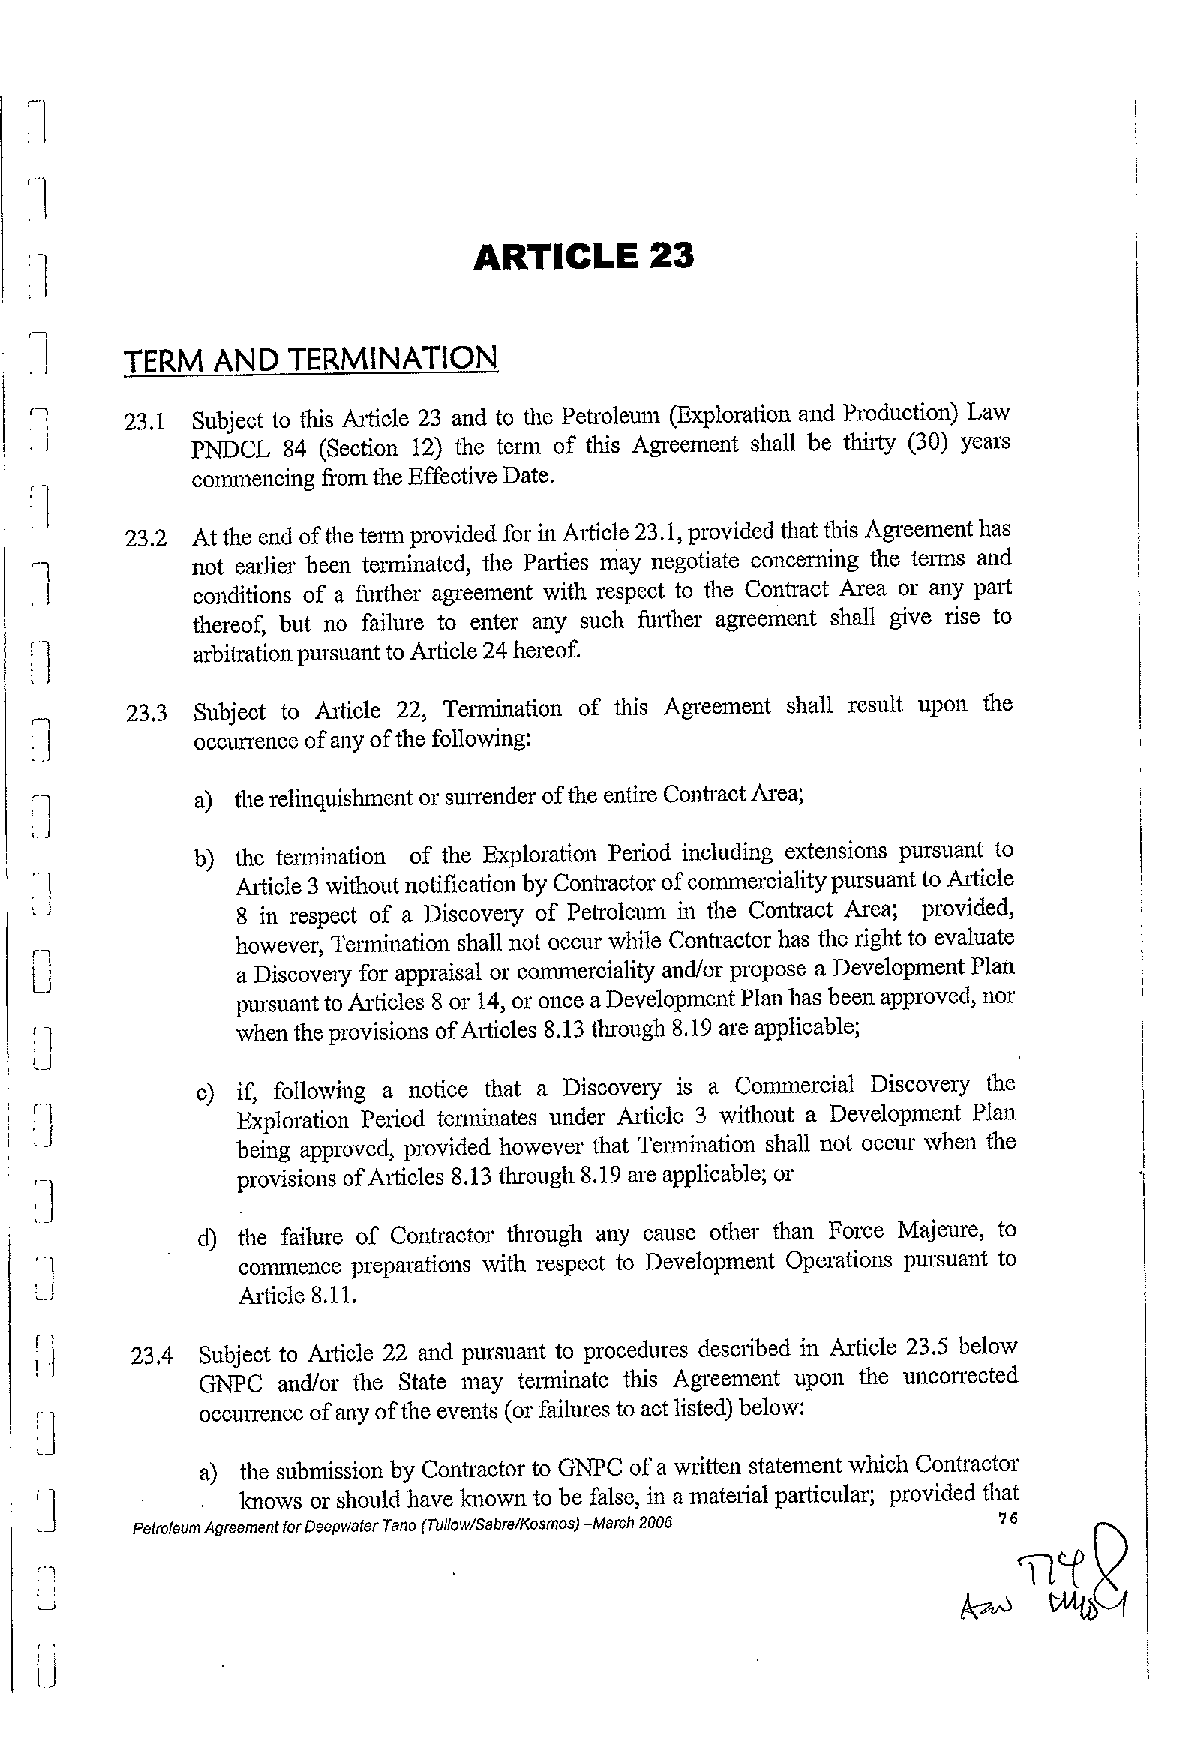 ARTICLE 23
TERM AND TERMINATION
23.1 Subject to this Article 23 and to the Petroleum (Exploration and Production) Law
PNDCL 84 (Section 12) the term of this Agreement shall be thirty (30) years
commencing from the Effective Date.
23.2 At the end of the term provided for in Article 23.1, provided that this Agreement has
not earlier been terminated, the Parties may negotiate concerning the terms and
conditions of a further agreement with respect to the Contract Area or any part
thereof, but no failure to enter any such further agreement shall give rise to
arbitration pursuant to Article 24 hereof.
23.3 Subject to Article 22, Termination of this Agreement shall result upon the
occurrence of any of the following:
a) the relinquishment or surrender of the entire Contract Area;
b) the termination of the Exploration Period including extensions pursuant to
Article 3 without notification by Contractor of commerciality pursuant to Article
8 in respect of a Discovery of Petroleum in the Contract Area; provided,
however, Termination shall not occur while Contractor has the right to evaluate
a Discovery for appraisal or commerciality and/or propose a Development Plan
pursuant to Articles 8 or 14, or once a Development Plan has been approved, nor
when the provisions of Articles 8.13 through 8.19 are applicable;
c) if, following a notice that a Discovery is a Commercial Discovery the
Exploration Period terminates under Article 3 without a Development Plan
being approved, provided however that Termination shall not occur when the
provisions of Articles 8.13 through 8.19 are applicable; or
d) the failure of Contractor through any cause other than Force Majeure, to
commence preparations with respect to Development Operations pursuant to
Article 8.11.
23.4 Subject to Article 22 and pursuant to procedures described in Article 23.5 below
GNPC and/or the State may terminate this Agreement upon the uncorrected
occurrence of any of the events (or failures to act listed) below:
a) the submission by Contractor to GNPC of a written statement which Contractor
knows or should have known to be false, in a material particular; provided that
Petroleum Agreement for Deepwater Tano (Tullow/Sabre/Kosmos) –March 2006 76